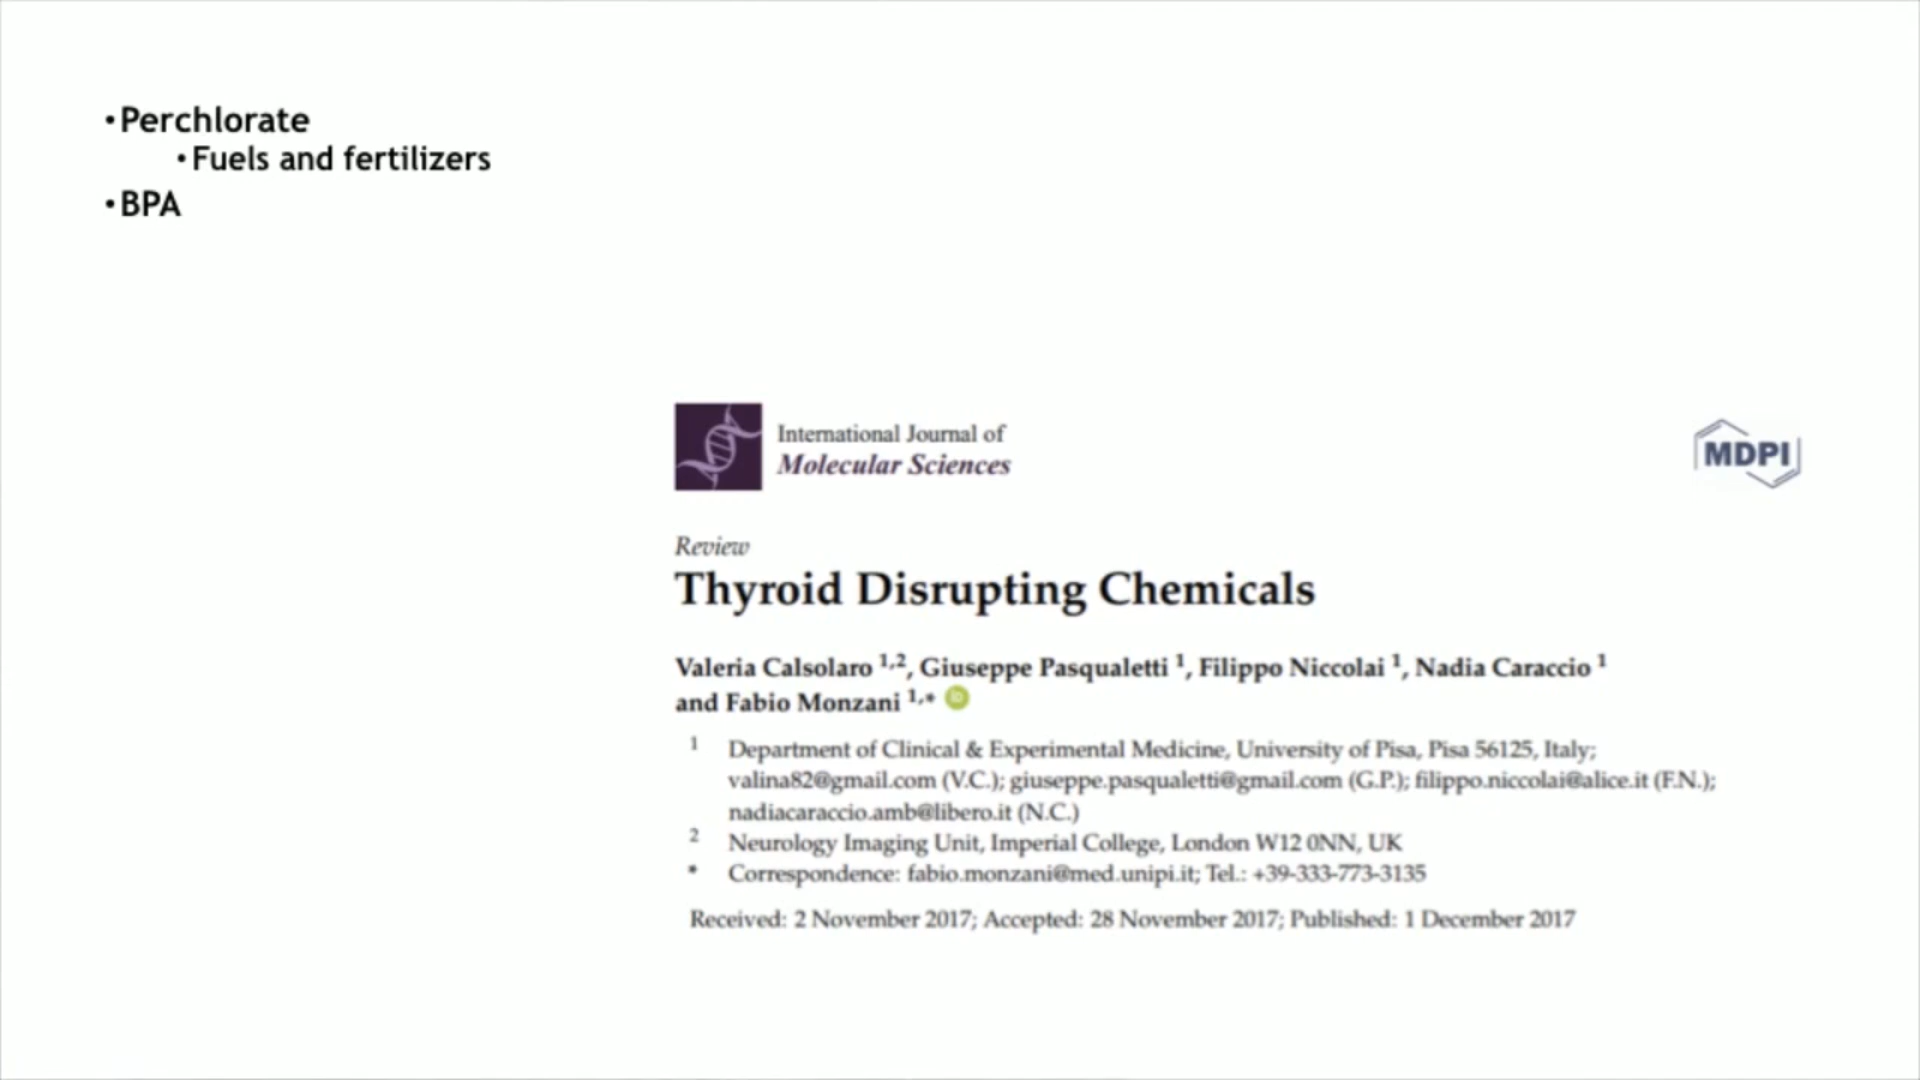 •Perchlorate
•Fuels and fertilizers
•BPA
International Journal of
Molecular Sciences
MDPI
Review
Thyroid Disrupting Chemicals
Valeria Calsolaro 1,2, Giuseppe Pasqualetti 1, Filippo Niccolai 1, Nadia Caraccio 1
and Fabio Monzani 1,* iD
1 Department of Clinical & Experimental Medicine, University of Pisa, Pisa 56125, Italy;
valina82@gmail.com (V.C.); giuseppe.pasqualetti@gmail.com (G.P.); filippo.niccolai@alice.it (F.N.);
nadiacaraccio.amb@libero.it (N.C.)
2 Neurology Imaging Unit, Imperial College, London W12 0NN, UK
* Correspondence: fabio.monzani@med.unipi.it; Tel.: +39-333-773-3135
Received: 2 November 2017; Accepted: 28 November 2017; Published: 1 December 2017